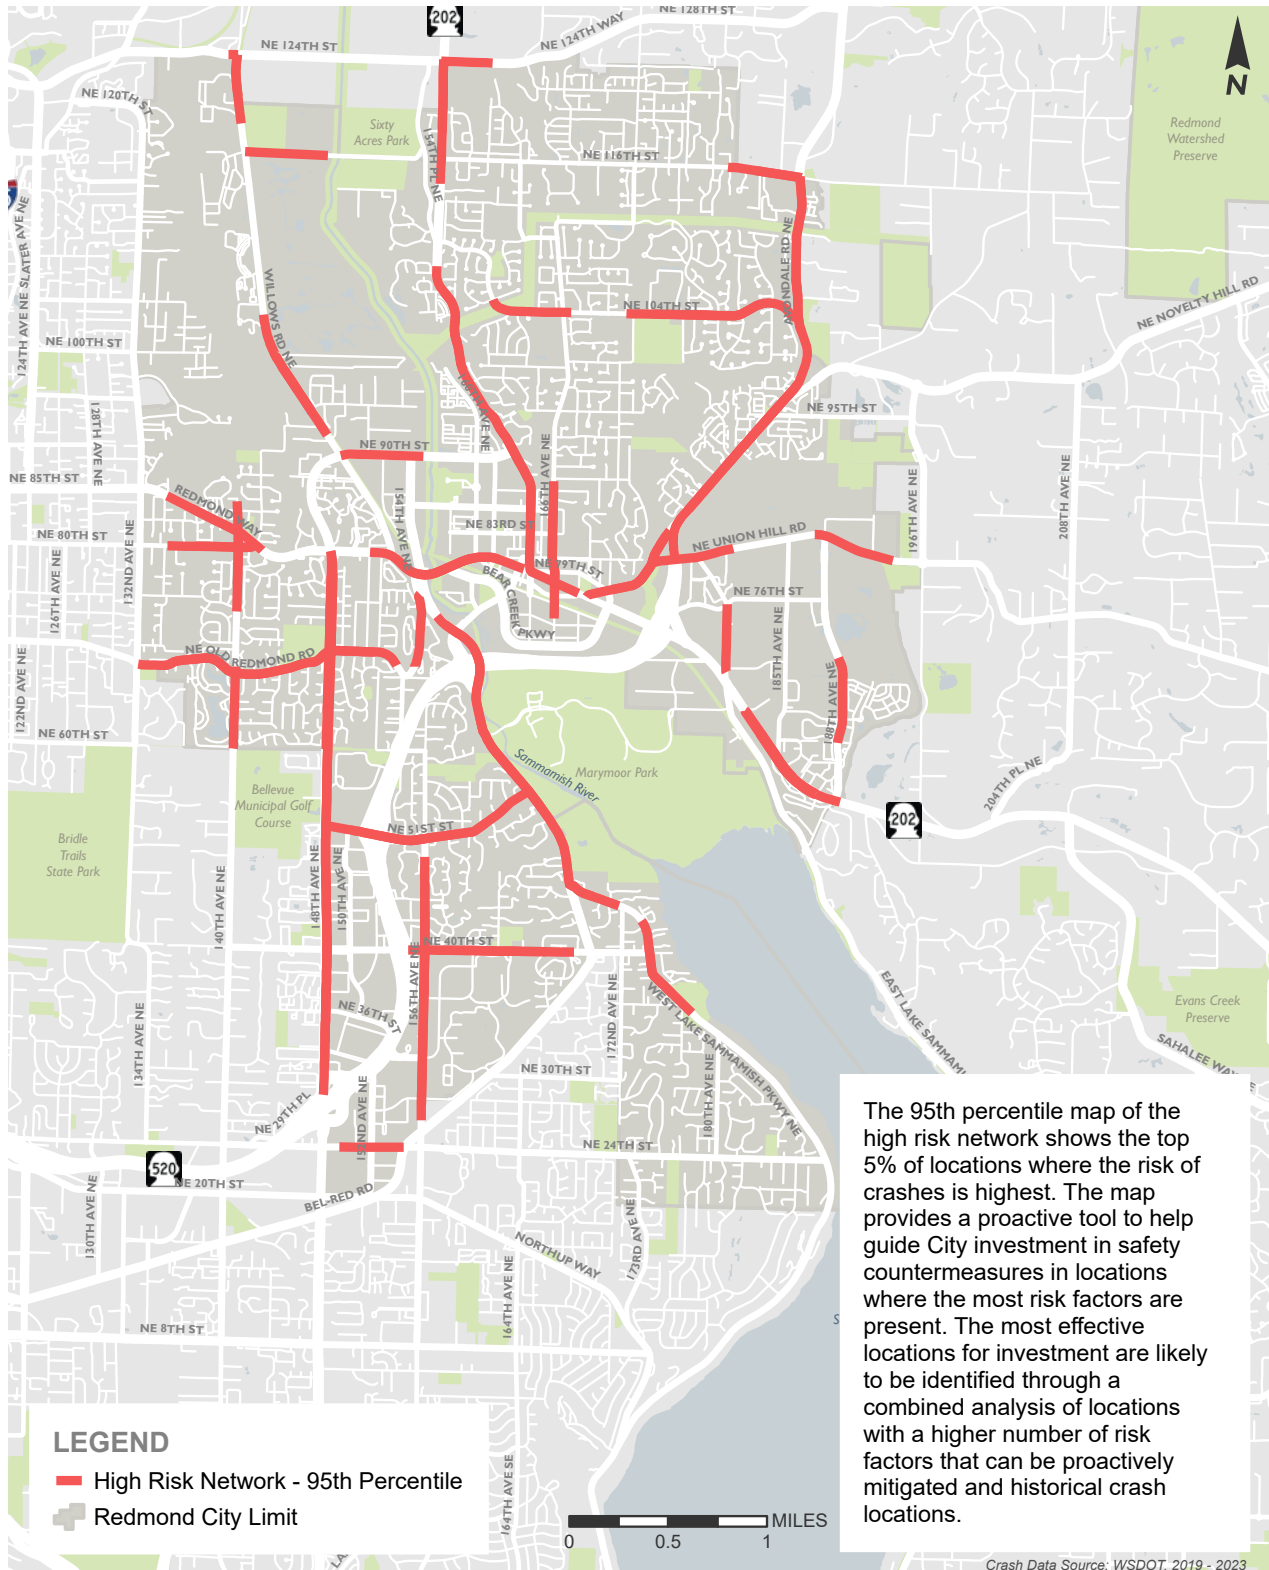 202
NE 128TH ST
NE 124TH WAY
NE 124TH ST
N
NE 120TH ST
Sixty
Acres Park
154TH PL NE
Redmond
Watershed
Preserve
NE 116TH ST
124TH AVE NE
SLATER AVE NE
AVONDALE RD NE
WILLOWS RD NE
NE 104TH ST
NE NOVELTY HILL RD
NE 100TH ST
160TH AVE NE
128TH AVE NE
NE 95TH ST
NE 90TH ST
166TH AVE NE
NE 85TH ST
REDMOND WAY
154TH AVE NE
NE 83RD ST
196TH AVE NE
208TH AVE NE
NE 80TH ST
132ND AVE NE
126TH AVE NE
NE UNION HILL RD
NE 79TH ST
BEAR CREEK
PKWY
NE 76TH ST
185TH AVE NE
188TH AVE NE
122ND AVE NE
NE OLD REDMOND RD
NE 60TH ST
Sammamish River
Marymoor Park
Bellevue
Municipal Golf
Course
204TH PL NE
202
NE 51ST ST
Bridle
Trails
State Park
148TH AVE NE
150TH AVE NE
140TH AVE NE
NE 40TH ST
156TH AVE NE
172ND AVE NE
WEST LAKE SAMMAMISH PKWY NE
EAST LAKE SAMMAMI
Evans Creek
Preserve
SAHALEE WAY
NE 36TH ST
134TH AVE NE
NE 30TH ST
180TH AVE NE
NE 29TH PL
152ND AVE NE
NE 24TH ST
520
NE 20TH ST
BEL-RED RD
130TH AVE NE
NORTHUP WAY
173RD AVE NE
164TH AVE NE
NE 8TH ST
S
164TH AVE SE
LA
The 95th percentile map of the
high risk network shows the top
5% of locations where the risk of
crashes is highest. The map
provides a proactive tool to help
guide City investment in safety
countermeasures in locations
where the most risk factors are
present. The most effective
locations for investment are likely
to be identified through a
combined analysis of locations
with a higher number of risk
factors that can be proactively
mitigated and historical crash
locations.
LEGEND
High Risk Network - 95th Percentile
Redmond City Limit
MILES
0 0.5 1
Crash Data Source: WSDOT, 2019 - 2023